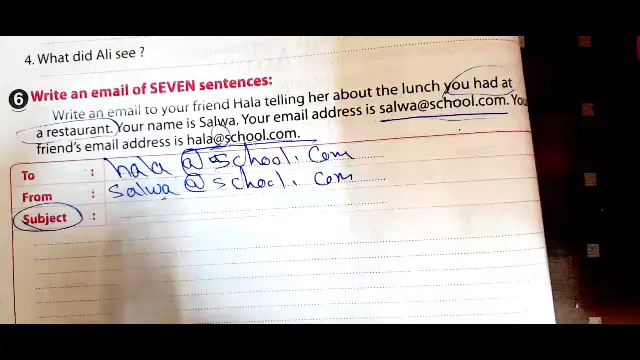 4. What did Ali see ?
6 Write an email of SEVEN sentences:
Write an email to your friend Hala telling her about the lunch you had at
a restaurant. Your name is Salwa. Your email address is salwa@school.com. You
friend's email address is hala@school.com.
To : hala @ school. Com
From : salwa @ school. Com
Subject :